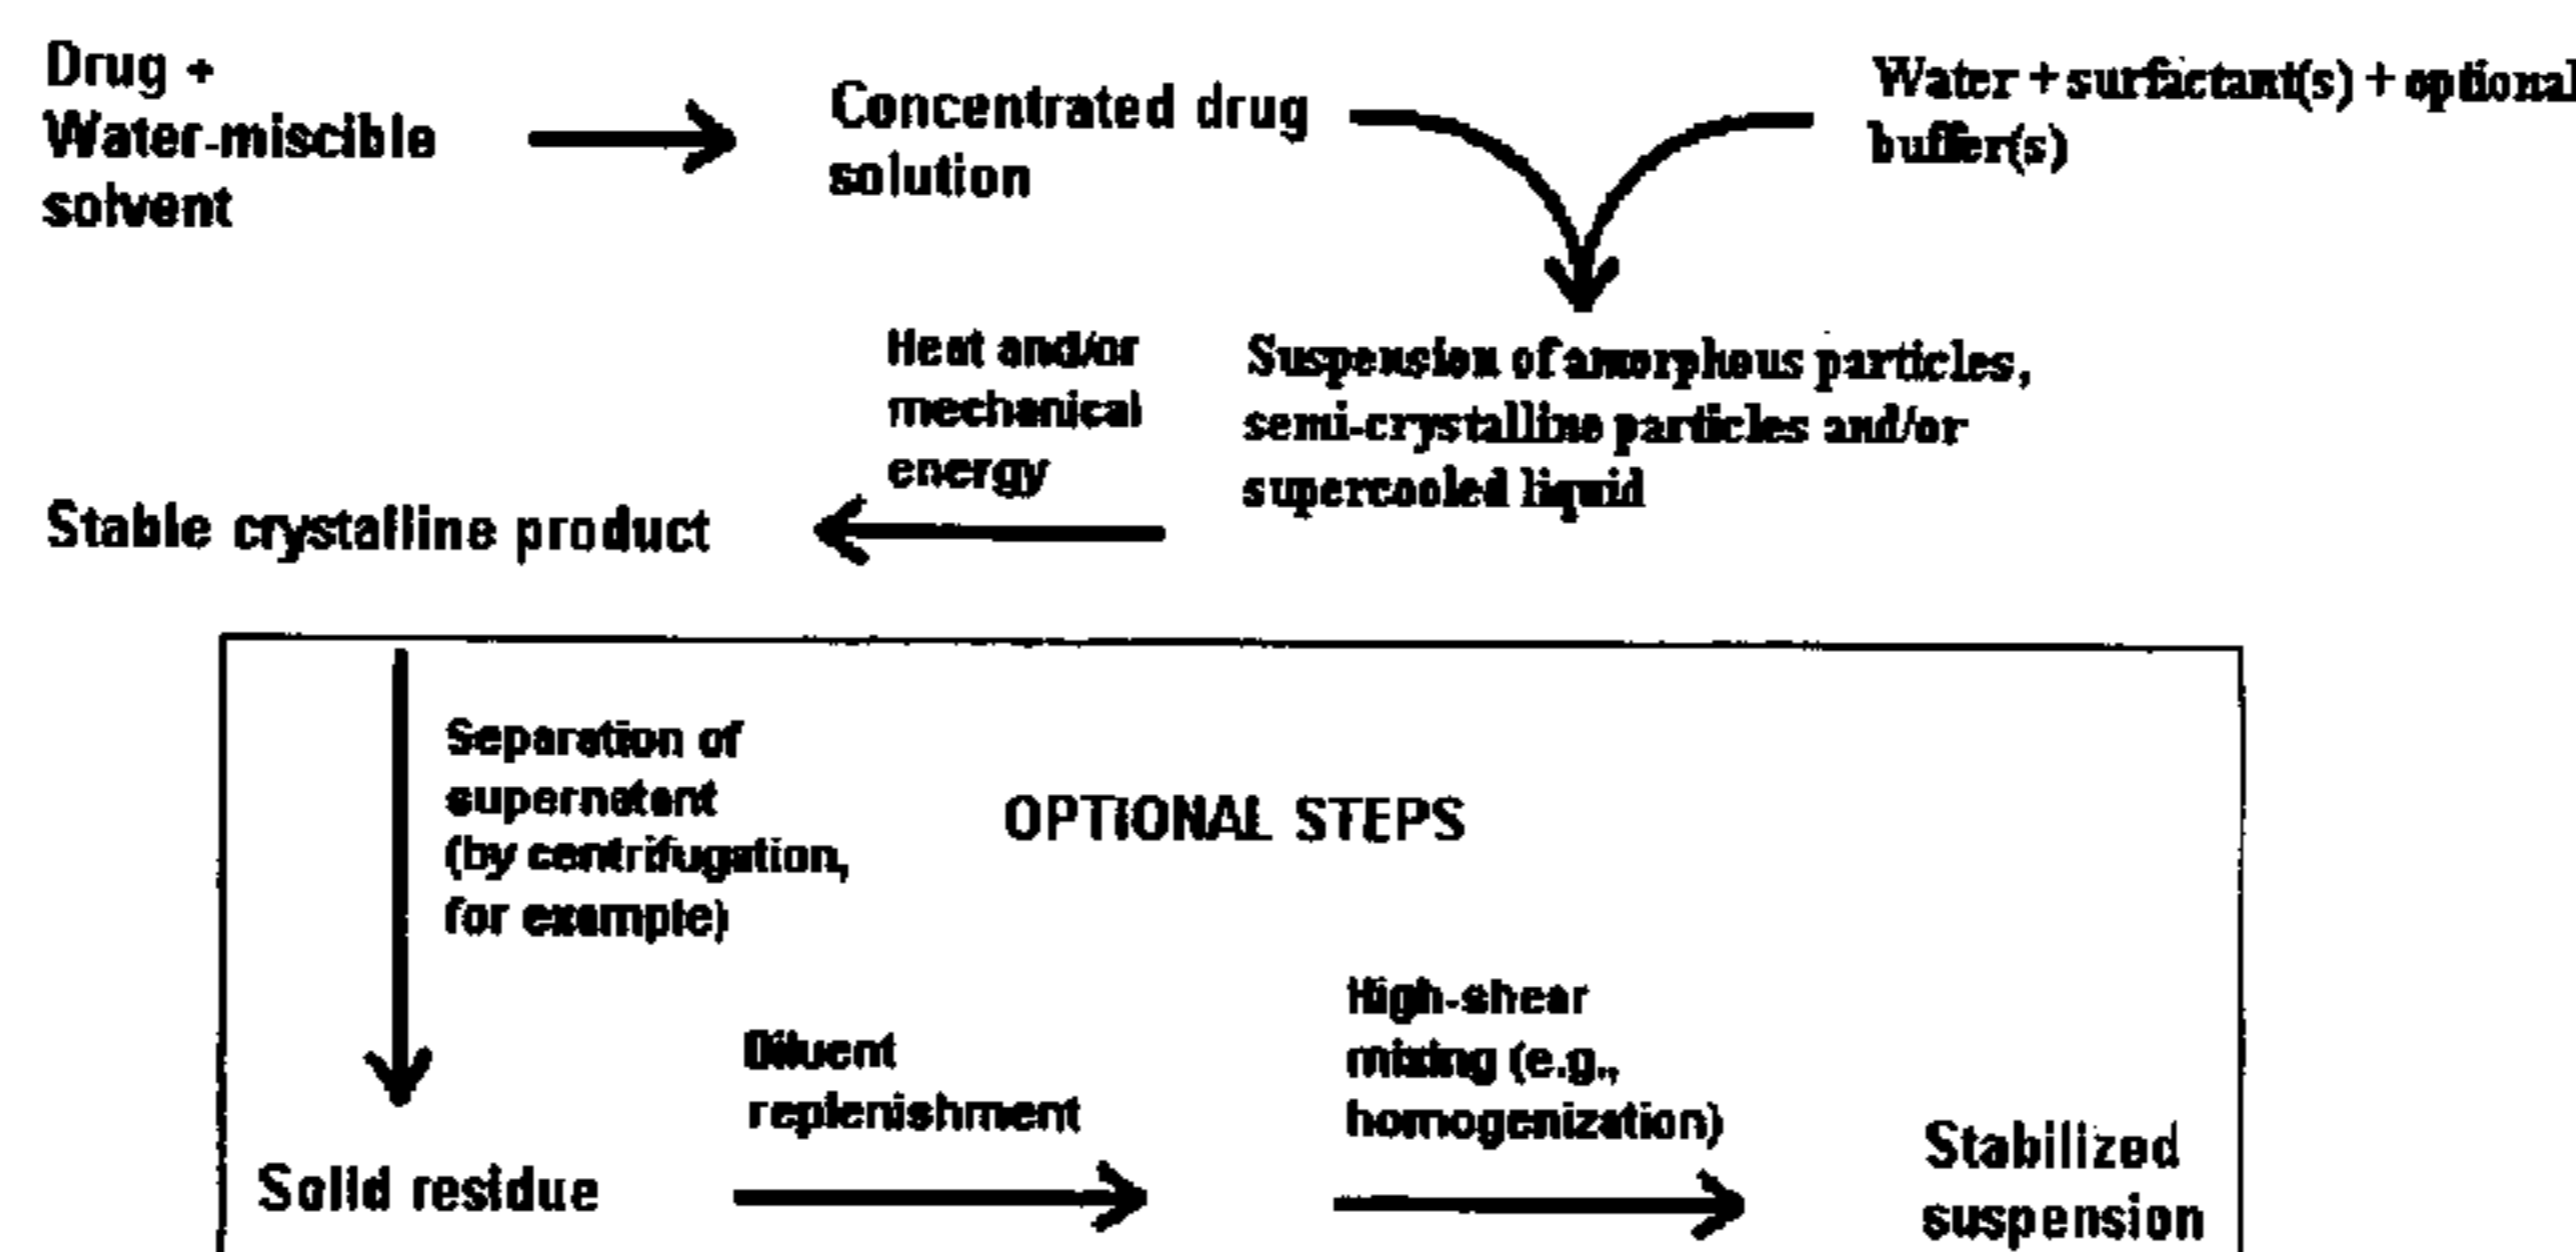 Drug +
Water-miscible
solvent
Concentrated drug
solution
Water + surfactant(s) + optional
buffer(s)
Heat and/or
mechanical
energy
Suspension of amorphous particles,
semi-crystalline particles and/or
supercooled liquid
Stable crystalline product
Separation of
supernatant
(by centrifugation,
for example)
OPTIONAL STEPS
Diluent
replenishment
High-shear
mixing (e.g.,
homogenization)
Solid residue
Stabilized
suspension